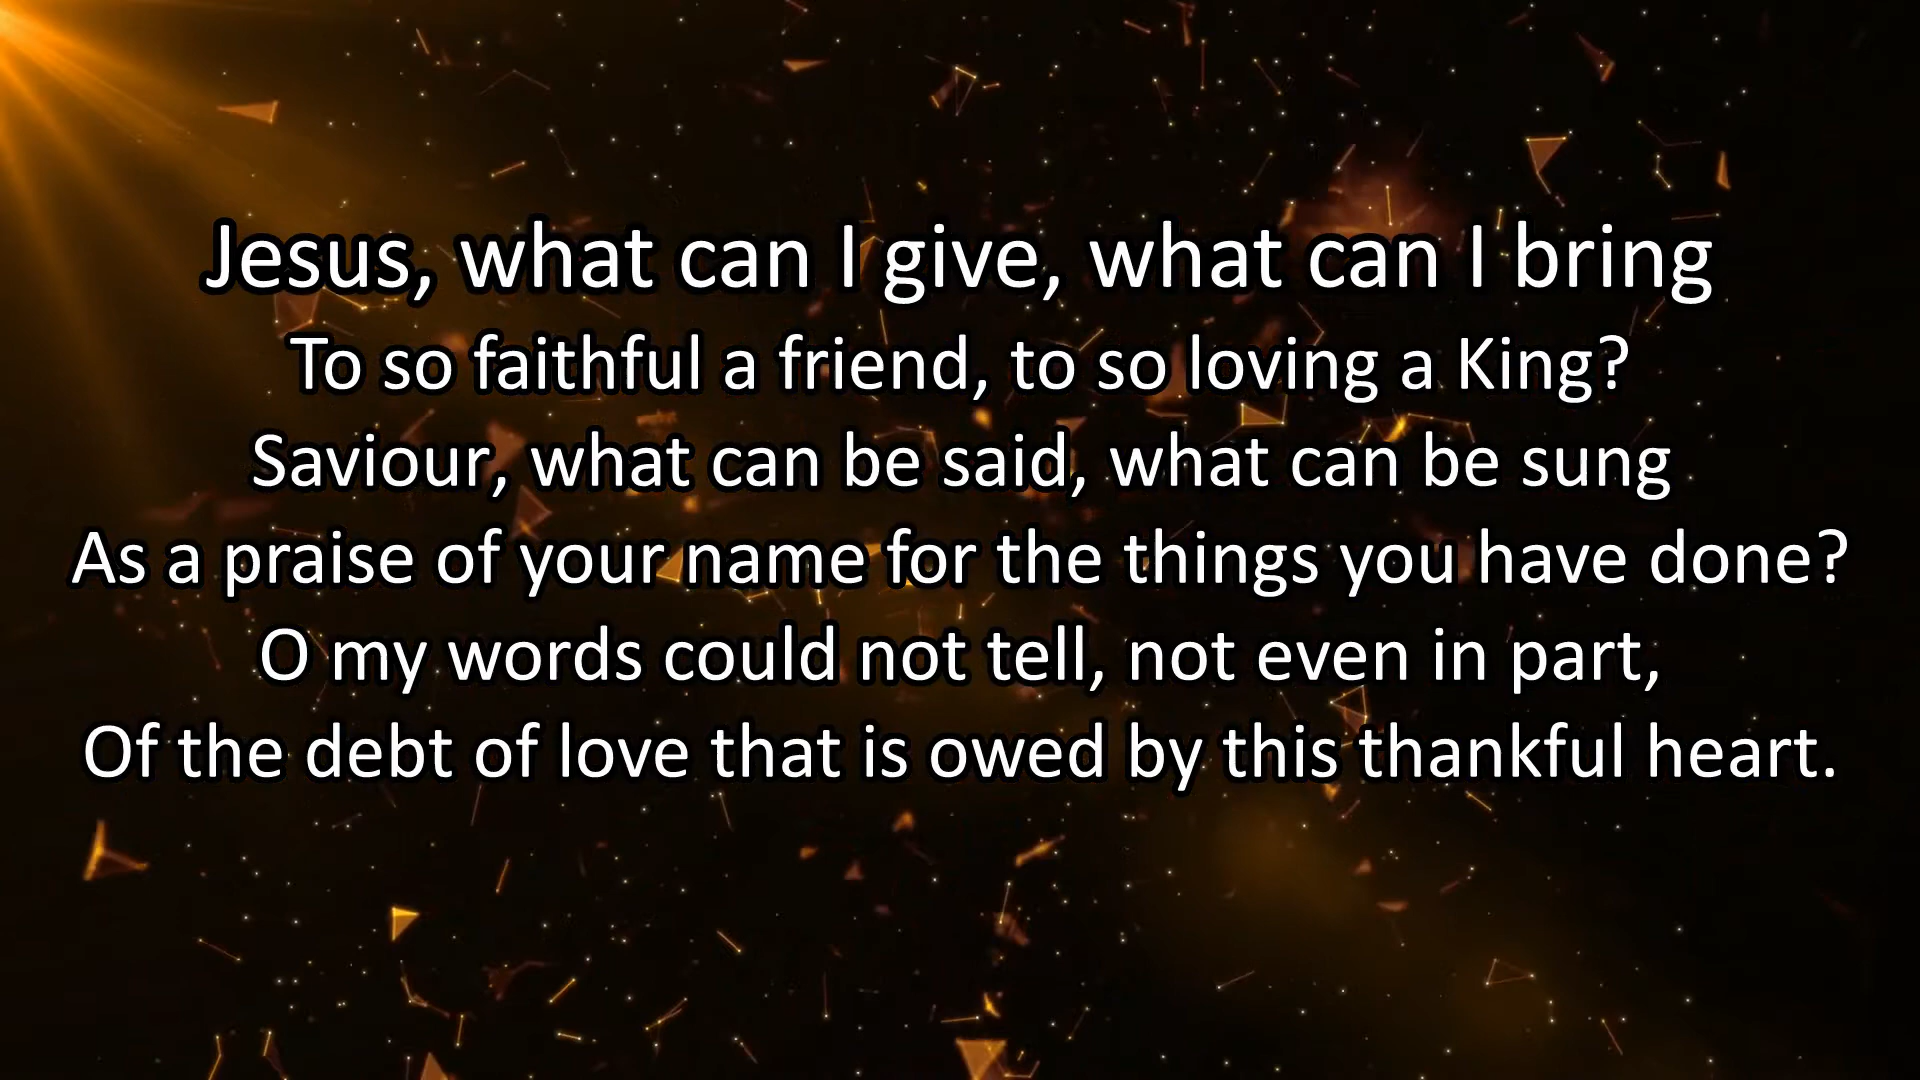 Jesus, what can I give, what can I bring
To so faithful a friend, to so loving a King?
Saviour, what can be said, what can be sung
As a praise of your name for the things you have done?
O my words could not tell, not even in part,
Of the debt of love that is owed by this thankful heart.